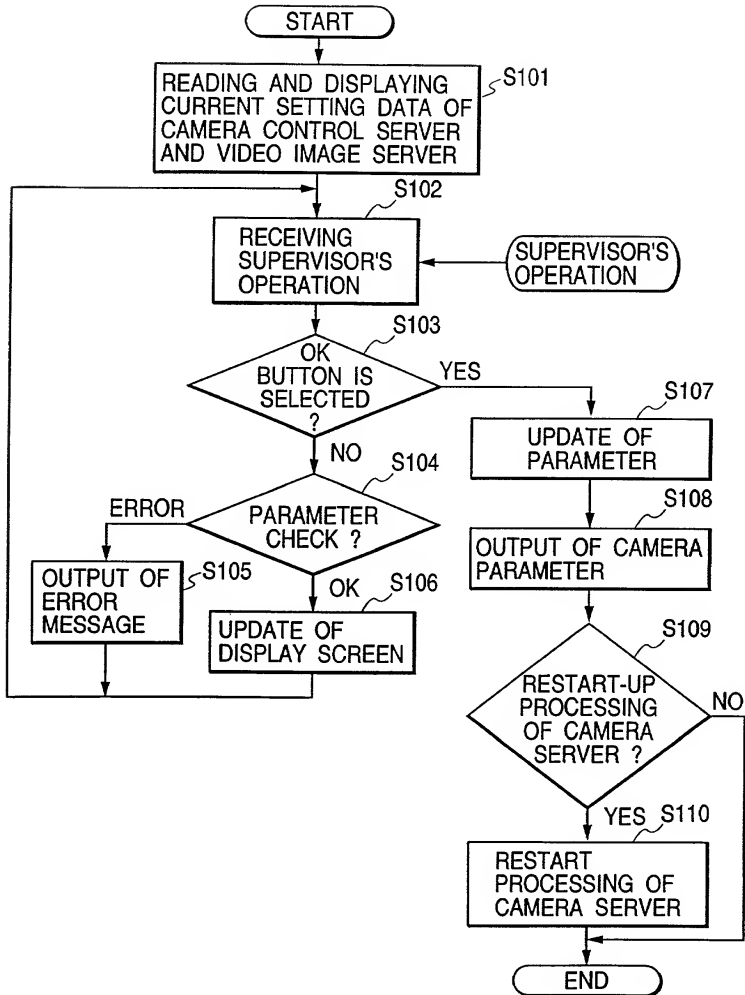 START
S101
READING AND DISPLAYING
CURRENT SETTING DATA OF
CAMERA CONTROL SERVER
AND VIDEO IMAGE SERVER
S102
RECEIVING
SUPERVISOR'S
OPERATION
SUPERVISOR'S
OPERATION
S103
OK
BUTTON IS
SELECTED
?
YES
NO
S104
PARAMETER
CHECK ?
ERROR
OK
S105
OUTPUT OF
ERROR
MESSAGE
S106
UPDATE OF
DISPLAY SCREEN
S107
UPDATE OF
PARAMETER
S108
OUTPUT OF CAMERA
PARAMETER
S109
RESTART-UP
PROCESSING
OF CAMERA
SERVER ?
NO
YES
S110
RESTART
PROCESSING OF
CAMERA SERVER
END